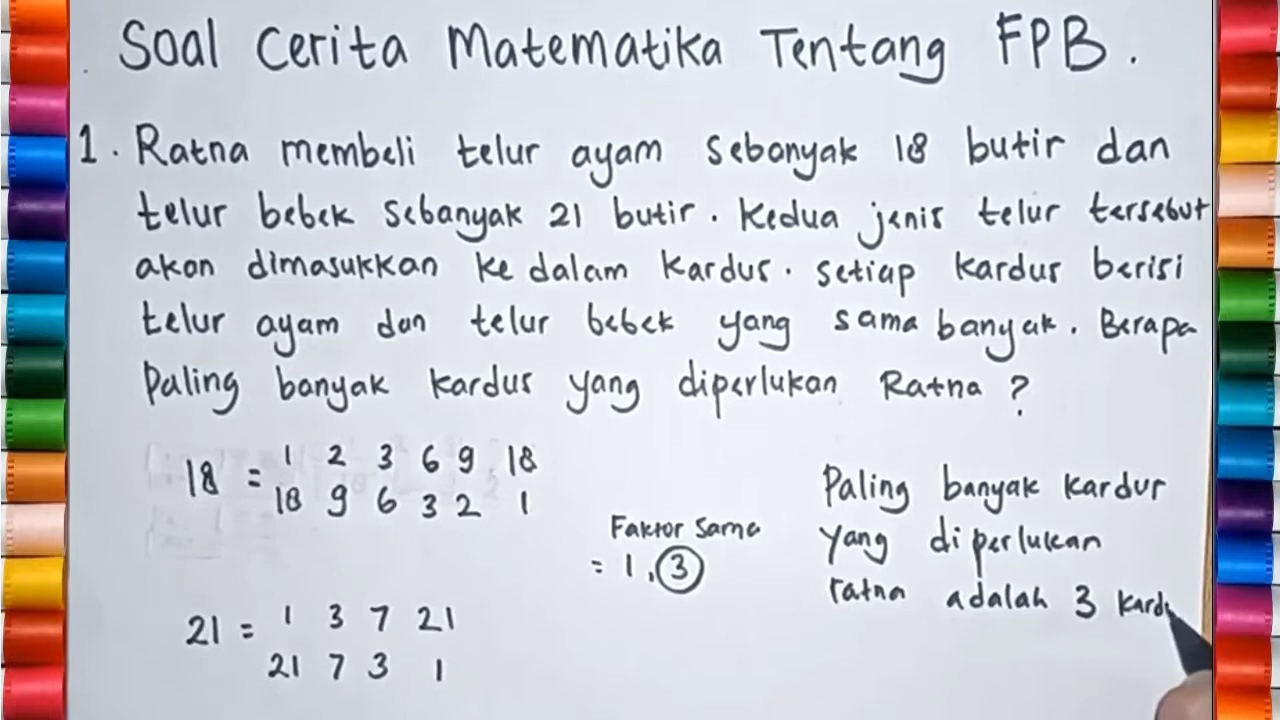 Soal Cerita Matematika Tentang FPB.
1. Ratna membeli telur ayam sebanyak 18 butir dan
telur bebek sebanyak 21 butir. Kedua jenis telur tersebut
akan dimasukkan ke dalam kardus. setiap kardus berisi
telur ayam dan telur bebek yang sama banyak. Berapa
Paling banyak kardus yang diperlukan Ratna?
18 = 1 2 3 6 9 18
18 9 6 3 2 1
Faktor Sama
= 1, 3
21 = 1 3 7 21
21 7 3 1
Paling banyak kardus
yang diperlukan
ratna adalah 3 kardu